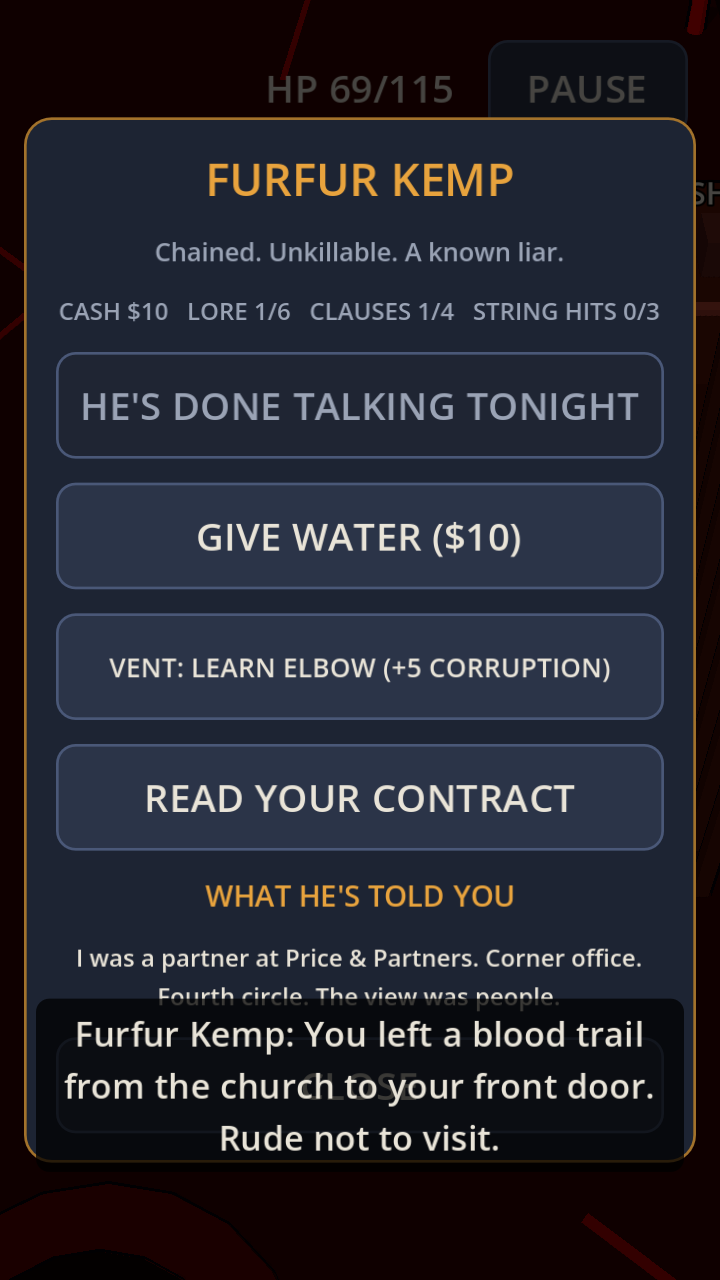 HP 69/115
PAUSE
SH
FURFUR KEMP
Chained. Unkillable. A known liar.
CASH $10 LORE 1/6 CLAUSES 1/4 STRING HITS 0/3
HE'S DONE TALKING TONIGHT
GIVE WATER ($10)
VENT: LEARN ELBOW (+5 CORRUPTION)
READ YOUR CONTRACT
WHAT HE'S TOLD YOU
I was a partner at Price & Partners. Corner office.
Fourth circle. The view was people.
Furfur Kemp: You left a blood trail
from the church to your front door.
Rude not to visit.
CLOSE